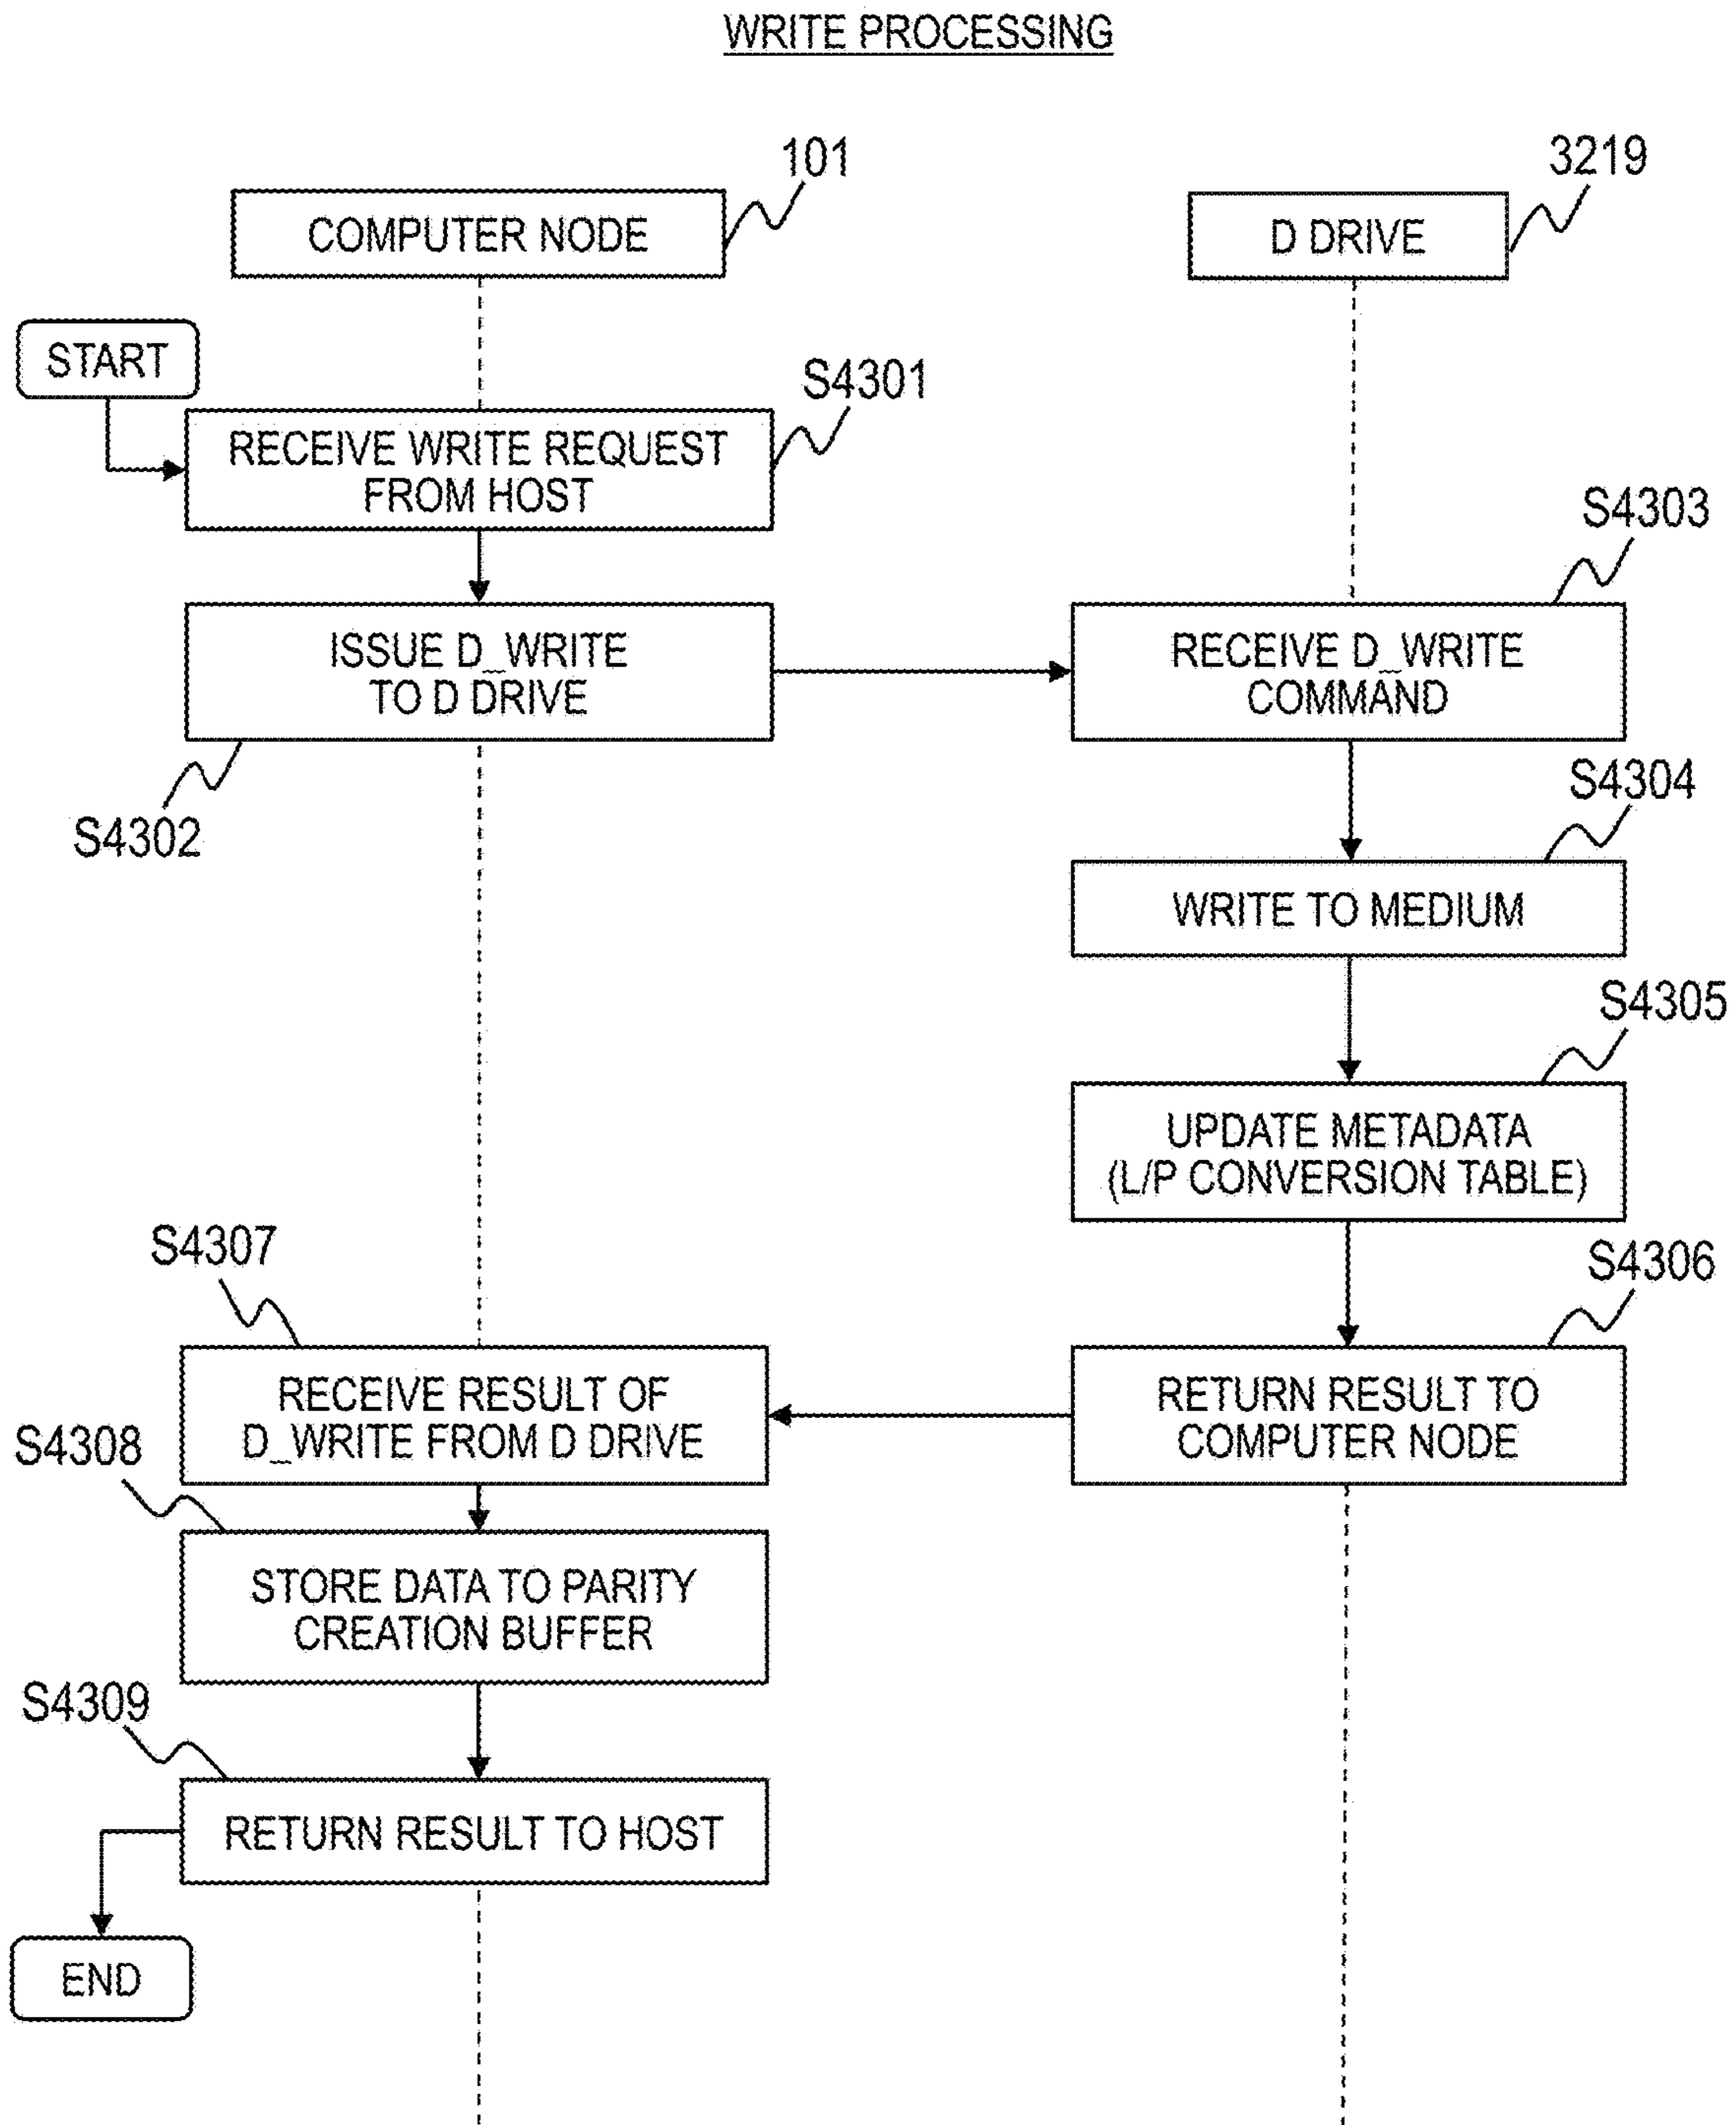 WRITE PROCESSING
101
3219
COMPUTER NODE
D DRIVE
START
S4301
RECEIVE WRITE REQUEST
FROM HOST
S4303
ISSUE D_WRITE
TO D DRIVE
RECEIVE D_WRITE
COMMAND
S4302
S4304
WRITE TO MEDIUM
S4305
UPDATE METADATA
(L/P CONVERSION TABLE)
S4307
S4306
RECEIVE RESULT OF
D_WRITE FROM D DRIVE
RETURN RESULT TO
COMPUTER NODE
S4308
STORE DATA TO PARITY
CREATION BUFFER
S4309
RETURN RESULT TO HOST
END